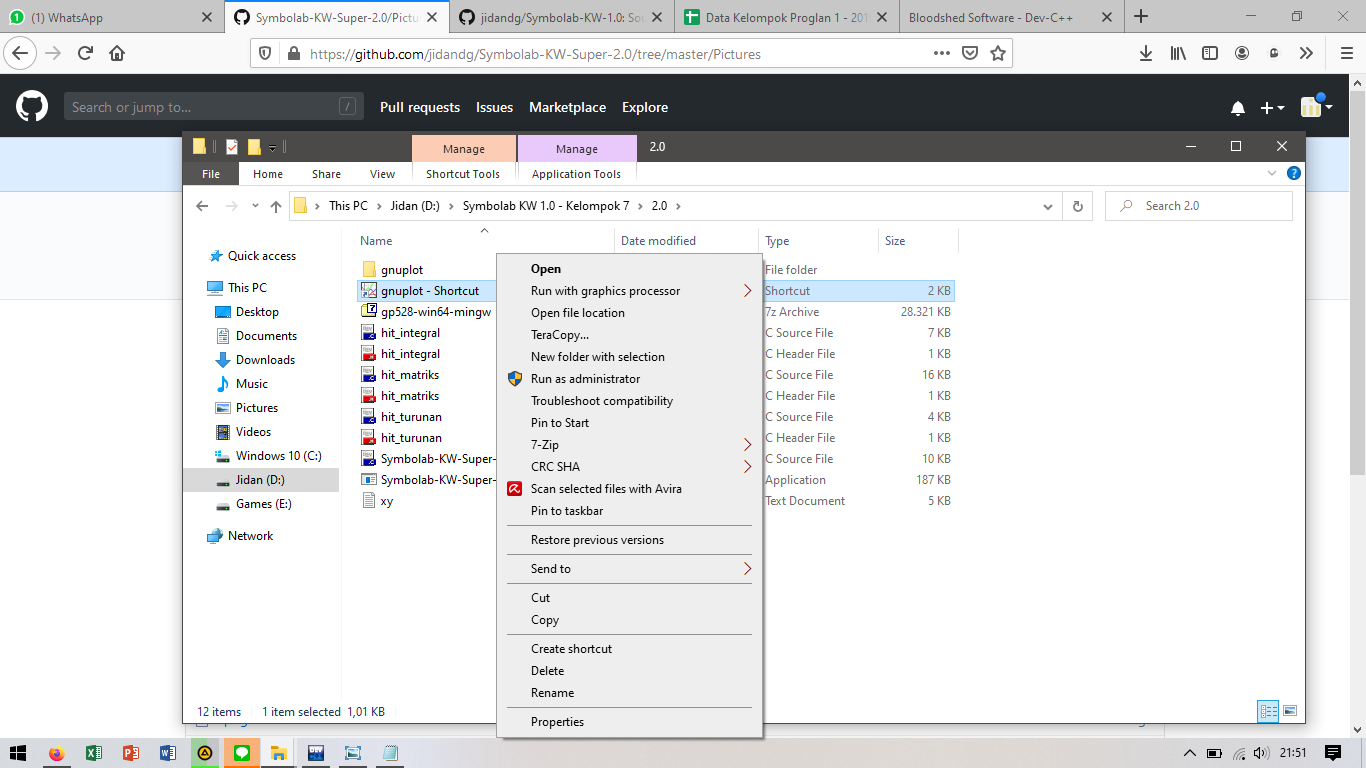 (1) WhatsApp
Symbolab-KW-Super-2.0/Pictu
jidandg/Symbolab-KW-1.0: So
Data Kelompok Proglan 1 - 201
Bloodshed Software - Dev-C++
https://github.com/jidandg/Symbolab-KW-Super-2.0/tree/master/Pictures
Search or jump to...
/
Pull requests
Issues
Marketplace
Explore
Manage
Manage
2.0
File
Home
Share
View
Shortcut Tools
Application Tools
This PC
Jidan (D:)
Symbolab KW 1.0 - Kelompok 7
2.0
Search 2.0
Name
Date modified
Type
Size
Quick access
This PC
Desktop
Documents
Downloads
Music
Pictures
Videos
Windows 10 (C:)
Jidan (D:)
Games (E:)
Network
gnuplot
File folder
gnuplot - Shortcut
Shortcut
2 KB
gp528-win64-mingw
7z Archive
28.321 KB
hit_integral
C Source File
7 KB
hit_integral
C Header File
1 KB
hit_matriks
C Source File
16 KB
hit_matriks
C Header File
1 KB
hit_turunan
C Source File
4 KB
hit_turunan
C Header File
1 KB
Symbolab-KW-Super-
C Source File
10 KB
Symbolab-KW-Super-
Application
187 KB
xy
Text Document
5 KB
Open
Run with graphics processor
Open file location
TeraCopy...
New folder with selection
Run as administrator
Troubleshoot compatibility
Pin to Start
7-Zip
CRC SHA
Scan selected files with Avira
Pin to taskbar
Restore previous versions
Send to
Cut
Copy
Create shortcut
Delete
Rename
Properties
12 items
1 item selected
1,01 KB
21:51